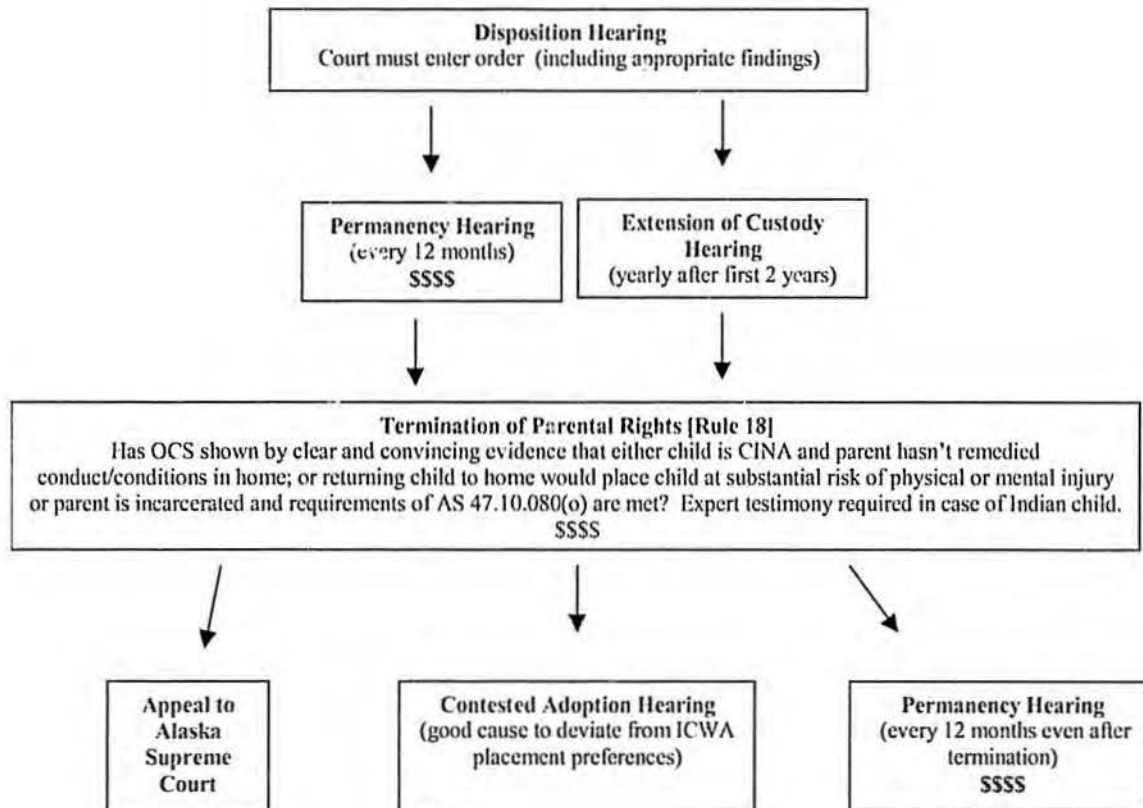 Disposition Hearing
Court must enter order (including appropriate findings)
Permanency Hearing
(every 12 months)
$$$$
Extension of Custody
Hearing
(yearly after first 2 years)
Termination of Parental Rights [Rule 18]
Has OCS shown by clear and convincing evidence that either child is CINA and parent hasn't remedied
conduct/conditions in home; or returning child to home would place child at substantial risk of physical or mental injury
or parent is incarcerated and requirements of AS 47.10.080(o) are met? Expert testimony required in case of Indian child.
$$$$
Appeal to
Alaska
Supreme
Court
Contested Adoption Hearing
(good cause to deviate from ICWA
placement preferences)
Permanency Hearing
(every 12 months even after
termination)
$$$$